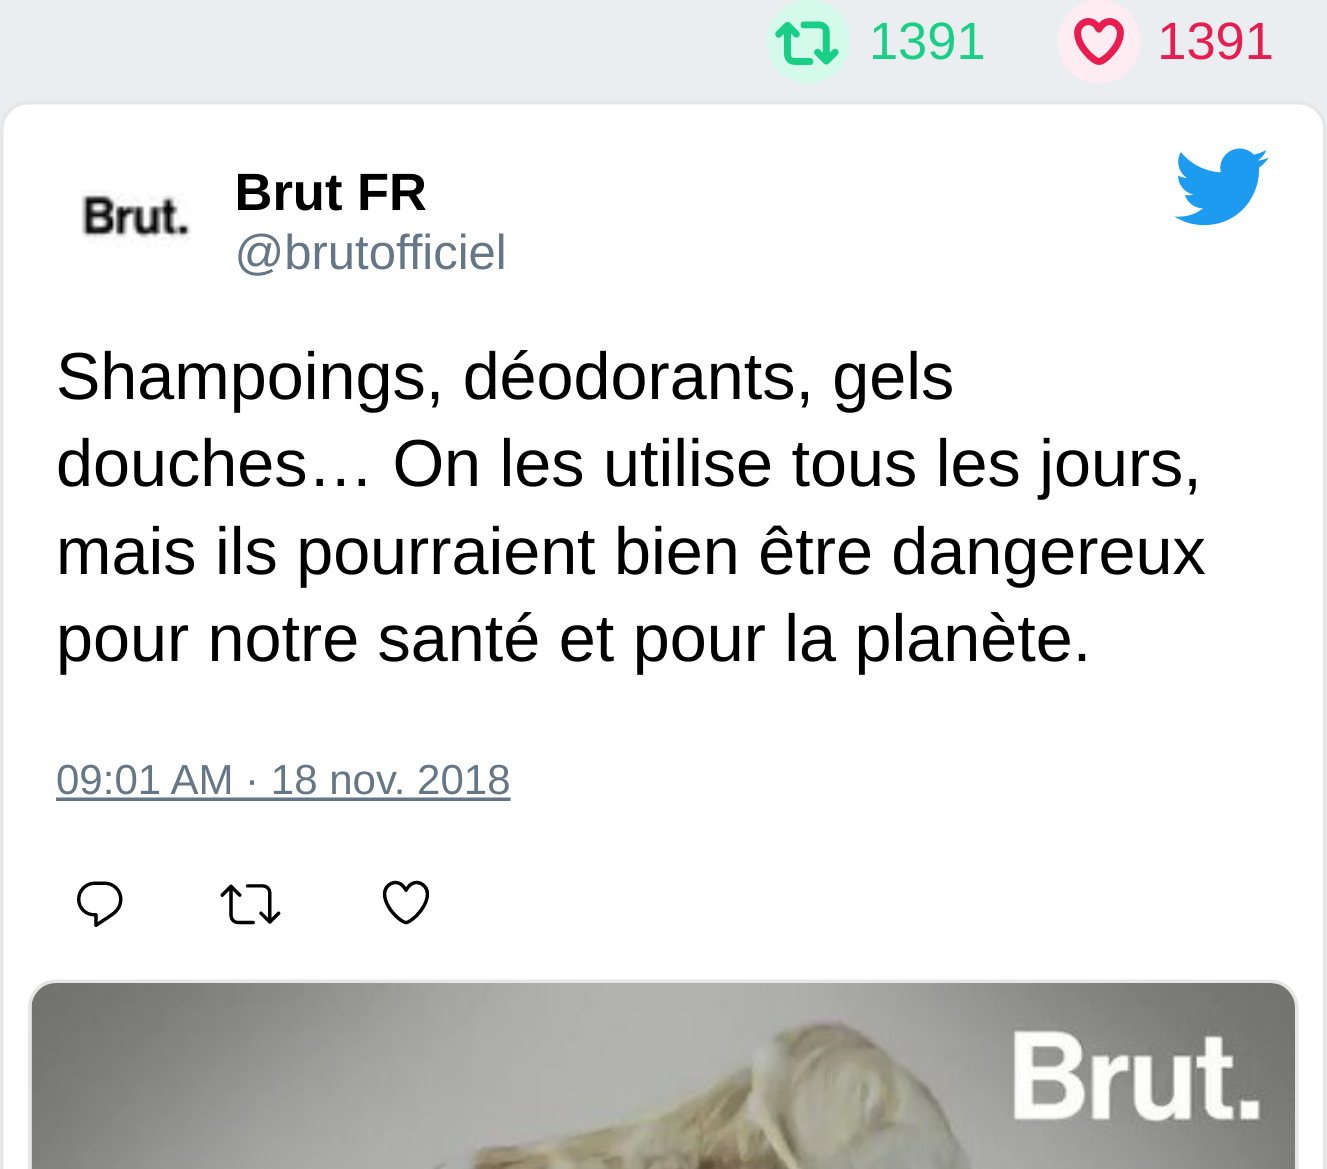 1391 1391
Brut.
Brut FR
@brutofficiel
Shampoings, déodorants, gels
douches… On les utilise tous les jours,
mais ils pourraient bien être dangereux
pour notre santé et pour la planète.
09:01 AM · 18 nov. 2018
Brut.